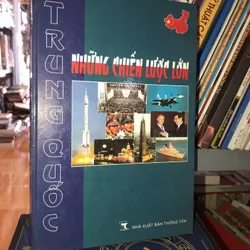 TRUNG QUỐC
NHỮNG CHIẾN LƯỢC LỚN
NHÀ XUẤT BẢN THÔNG TẤN